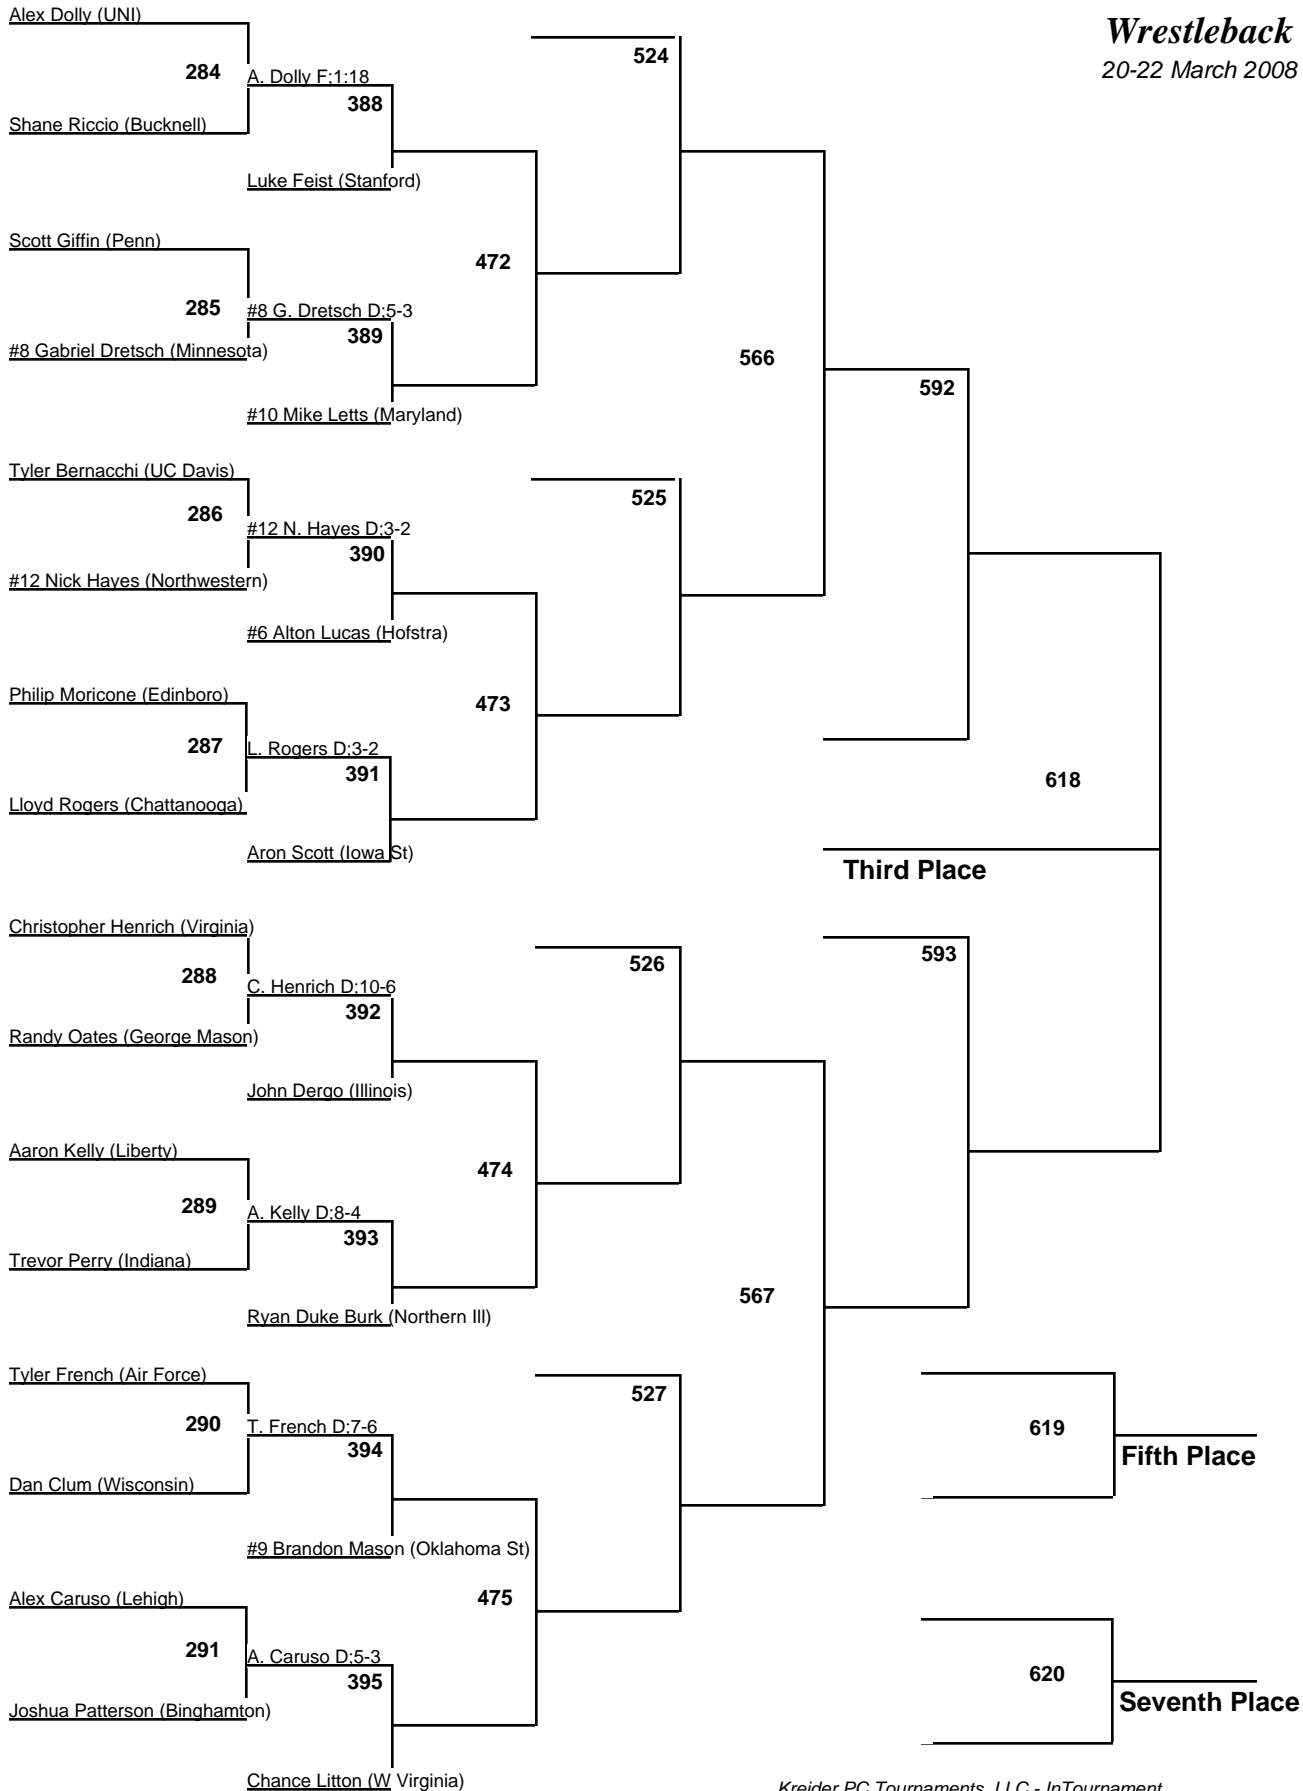 Alex Dolly (UNI)
Wrestleback
20-22 March 2008
524
284
A. Dolly F;1:18
388
Shane Riccio (Bucknell)
Luke Feist (Stanford)
Scott Giffin (Penn)
472
285
#8 G. Dretsch D;5-3
389
#8 Gabriel Dretsch (Minnesota)
566
592
#10 Mike Letts (Maryland)
Tyler Bernacchi (UC Davis)
525
286
#12 N. Hayes D;3-2
390
#12 Nick Hayes (Northwestern)
#6 Alton Lucas (Hofstra)
Philip Moricone (Edinboro)
473
287
L. Rogers D;3-2
391
618
Lloyd Rogers (Chattanooga)
Aron Scott (Iowa St)
Third Place
Christopher Henrich (Virginia)
593
526
288
C. Henrich D;10-6
392
Randy Oates (George Mason)
John Dergo (Illinois)
Aaron Kelly (Liberty)
474
289
A. Kelly D;8-4
393
Trevor Perry (Indiana)
567
Ryan Duke Burk (Northern Ill)
Tyler French (Air Force)
527
290
T. French D;7-6
619
394
Fifth Place
Dan Clum (Wisconsin)
#9 Brandon Mason (Oklahoma St)
Alex Caruso (Lehigh)
475
291
A. Caruso D;5-3
620
395
Seventh Place
Joshua Patterson (Binghamton)
Chance Litton (W Virginia)
Kreider PC Tournaments, LLC - InTournament